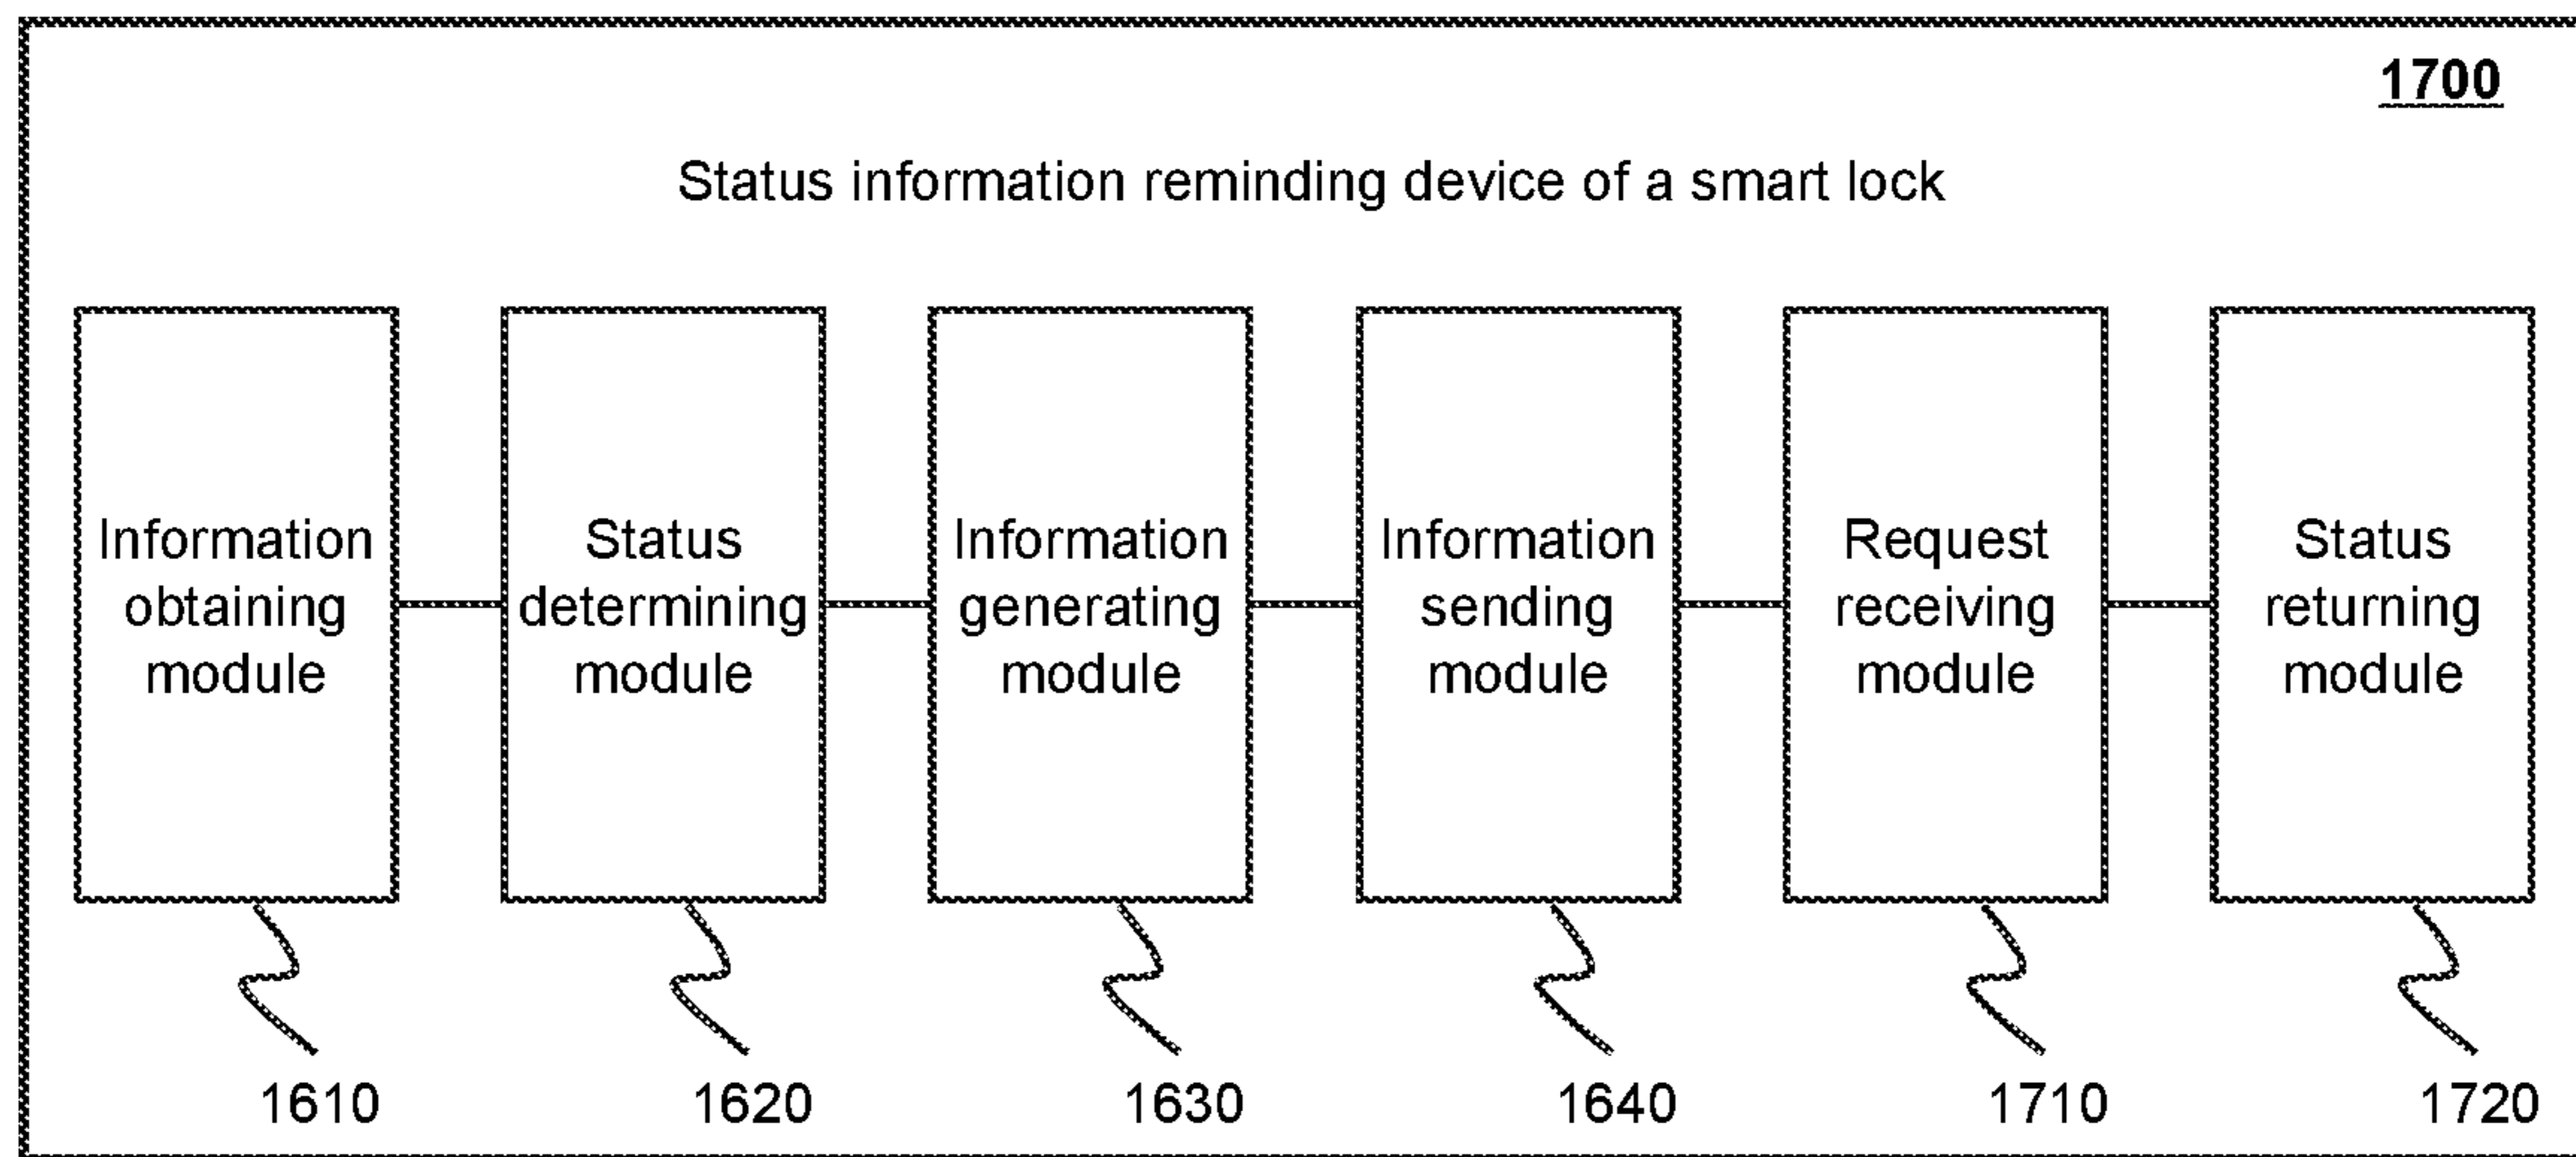 1700
Status information reminding device of a smart lock
Information
obtaining
module
Status
determining
module
Information
generating
module
Information
sending
module
Request
receiving
module
Status
returning
module
1610
1620
1630
1640
1710
1720